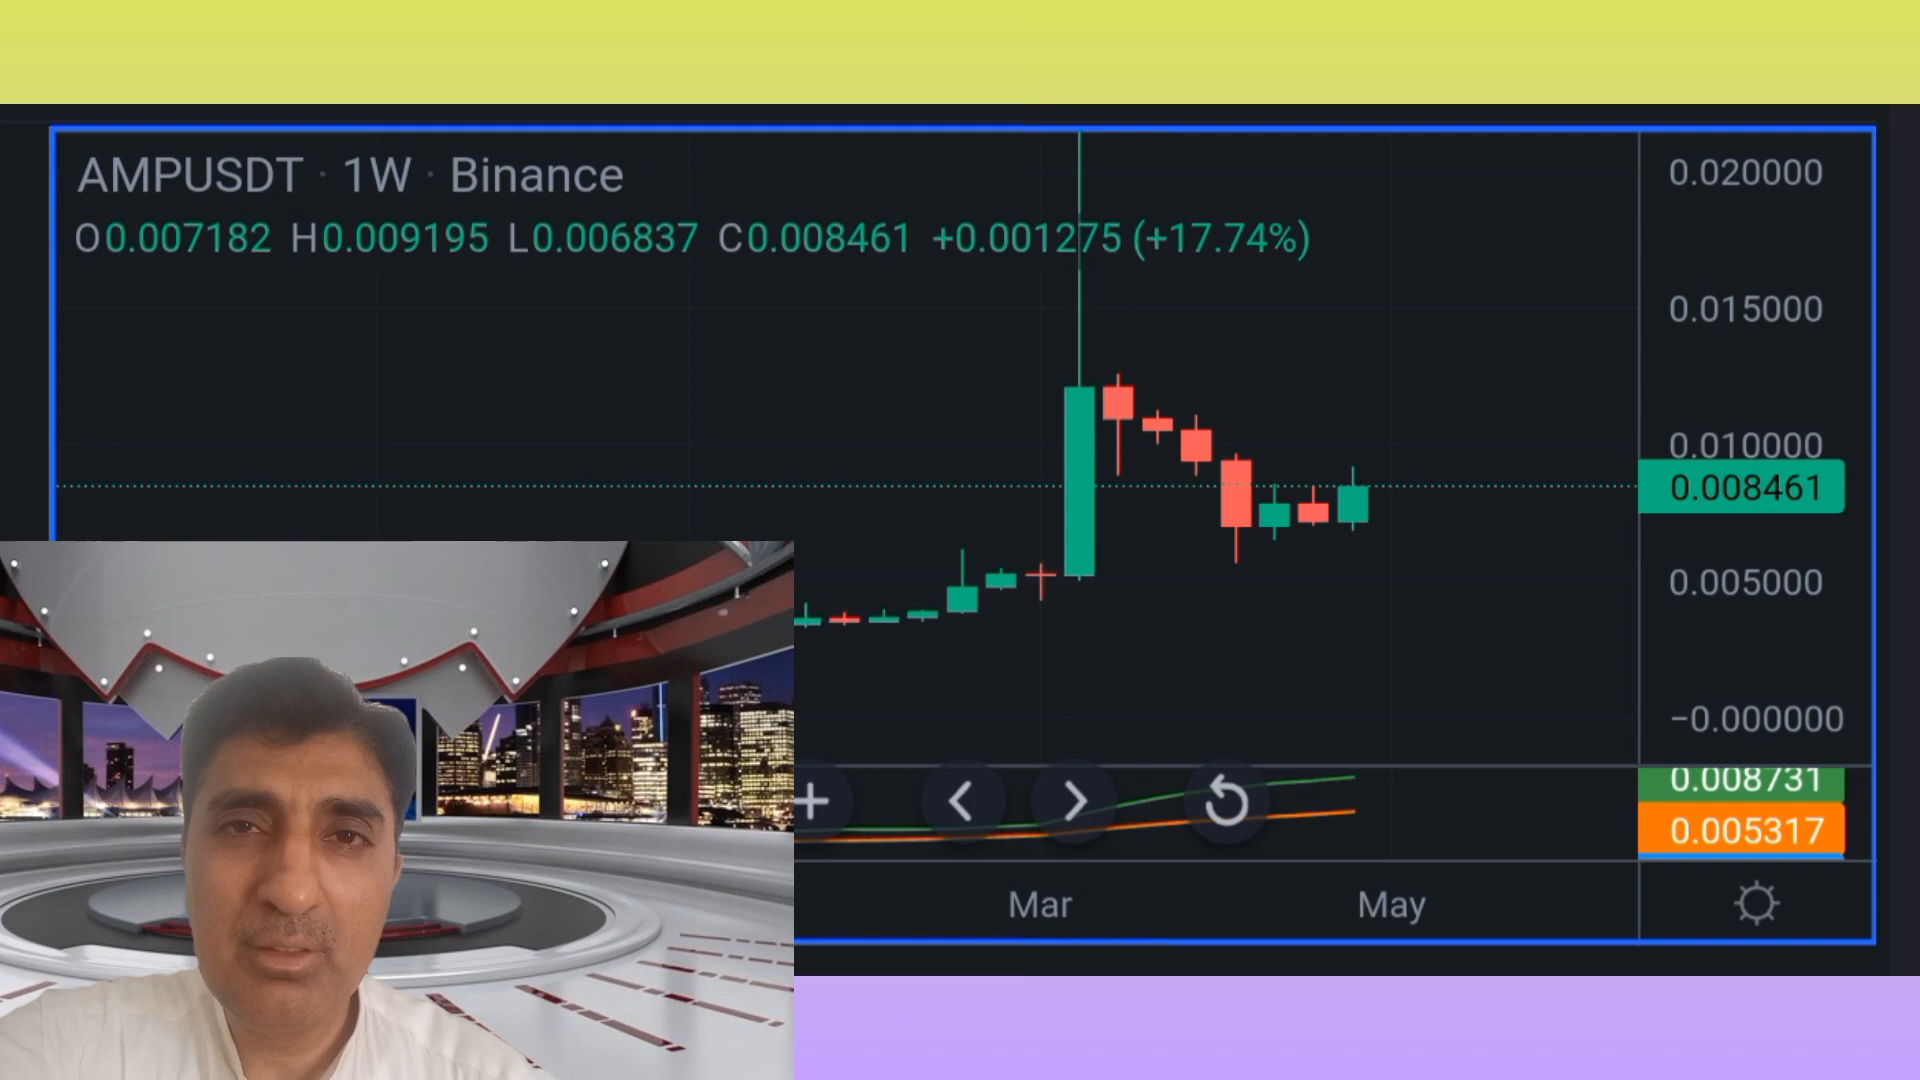 AMPUSDT · 1W · Binance
O0.007182 H0.009195 L0.006837 C0.008461 +0.001275 (+17.74%)
0.020000
0.015000
0.010000
0.008461
0.005000
−0.000000
0.008731
0.005317
Mar
May